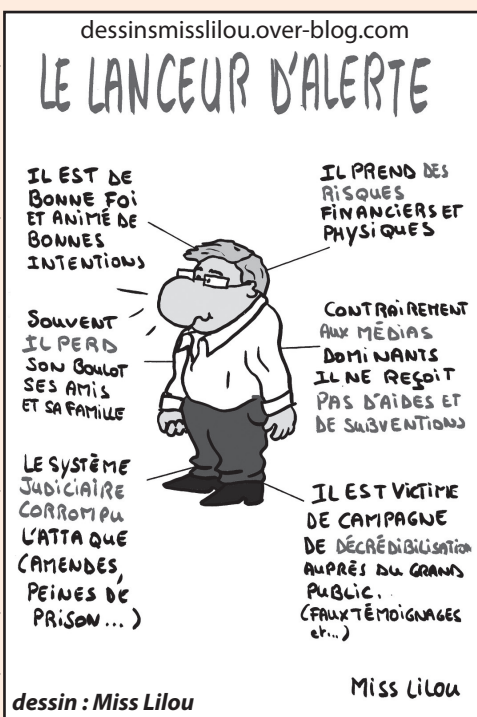 dessinsmisslilou.over-blog.com
LE LANCEUR D'ALERTE
IL EST DE
BONNE FOI
ET ANIMÉ DE
BONNES
INTENTIONS
IL PREND DES
RISQUES
FINANCIERS ET
PHYSIQUES
SOUVENT
IL PERD
SON BOULOT
SES AMIS
ET SA FAMILLE
CONTRAIREMENT
AUX MÉDIAS
DOMINANTS
IL NE REÇOIT
PAS D'AIDES ET
DE SUBVENTIONS
LE SYSTÈME
JUDICIAIRE
CORROMPU
L'ATTAQUE
(AMENDES,
PEINES DE
PRISON...)
IL EST VICTIME
DE CAMPAGNE
DE DÉCRÉDIBILISATION
AUPRÈS DU GRAND
PUBLIC.
(FAUX TÉMOIGNAGES
etc...)
Miss Lilou
dessin : Miss Lilou